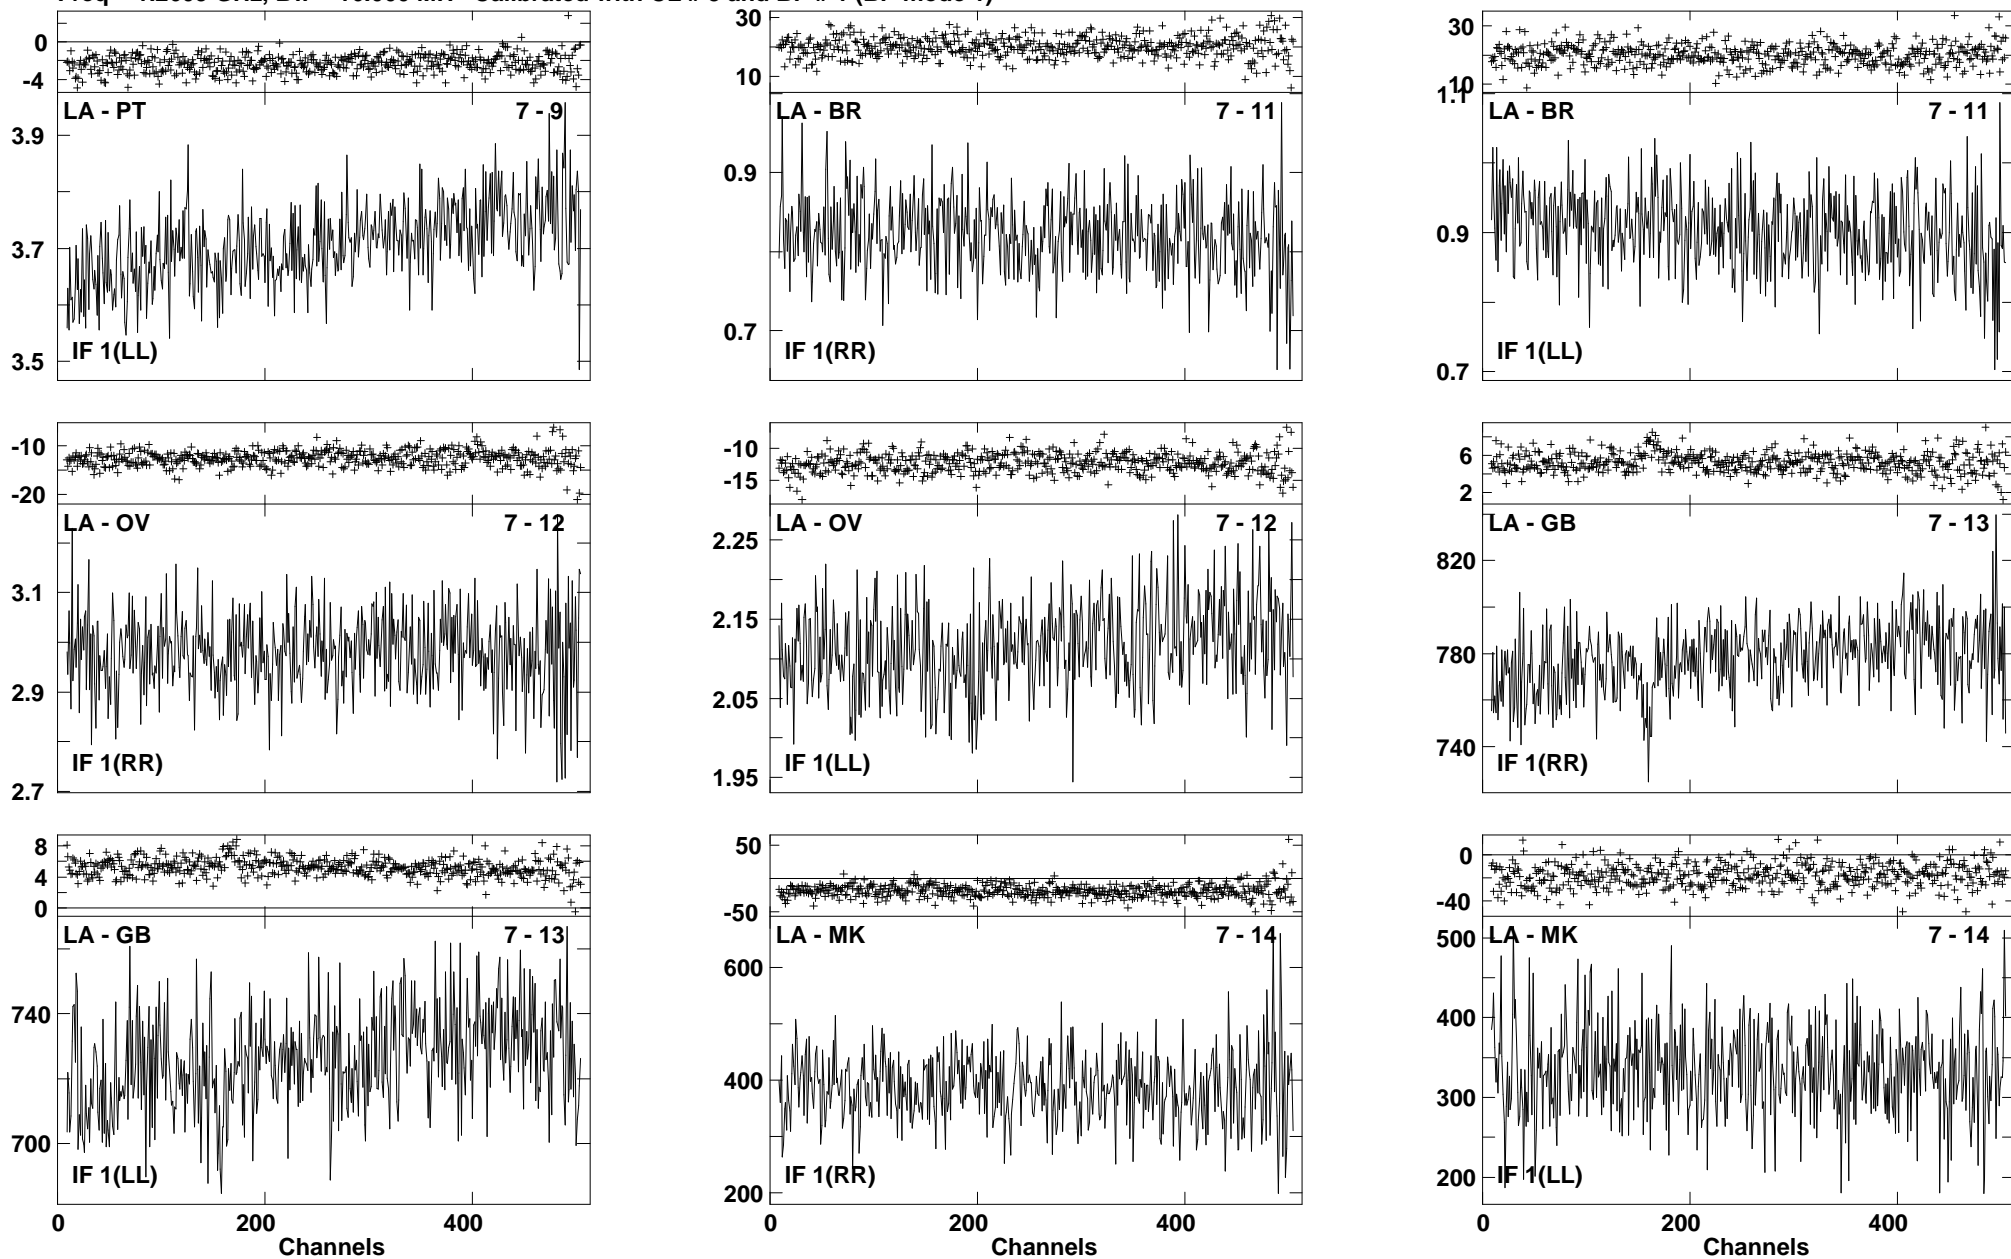 0
-4
LA - PT 7 - 9
3.9
3.7
3.5
IF 1(LL)
30
10
LA - BR 7 - 11
0.9
0.7
IF 1(RR)
30
10
1.1
LA - BR 7 - 11
0.9
0.7
IF 1(LL)
-10
-20
LA - OV 7 - 12
3.1
2.9
2.7
IF 1(RR)
-10
-15
LA - OV 7 - 12
2.25
2.15
2.05
1.95
IF 1(LL)
6
2
LA - GB 7 - 13
820
780
740
IF 1(RR)
8
4
0
LA - GB 7 - 13
740
700
IF 1(LL)
0 200 400
Channels
50
-50
LA - MK 7 - 14
600
400
200
IF 1(RR)
0 200 400
Channels
0
-40
LA - MK 7 - 14
500
400
300
200
IF 1(LL)
0 200 400
Channels